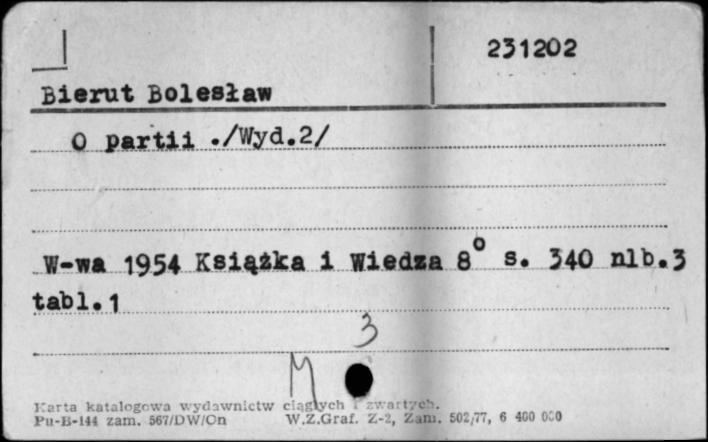 231202
Bierut Bolesław
O partii ./Wyd.2/
W-wa 1954 Książka i Wiedza 8° s. 340 nlb.3
tabl.1
3
M
Karta katalogowa wydawnictw ciągłych i zwartych.
Pu-B-144 zam. 567/DW/On W.Z.Graf. Z-2, Zam. 502/77, 6 400 000